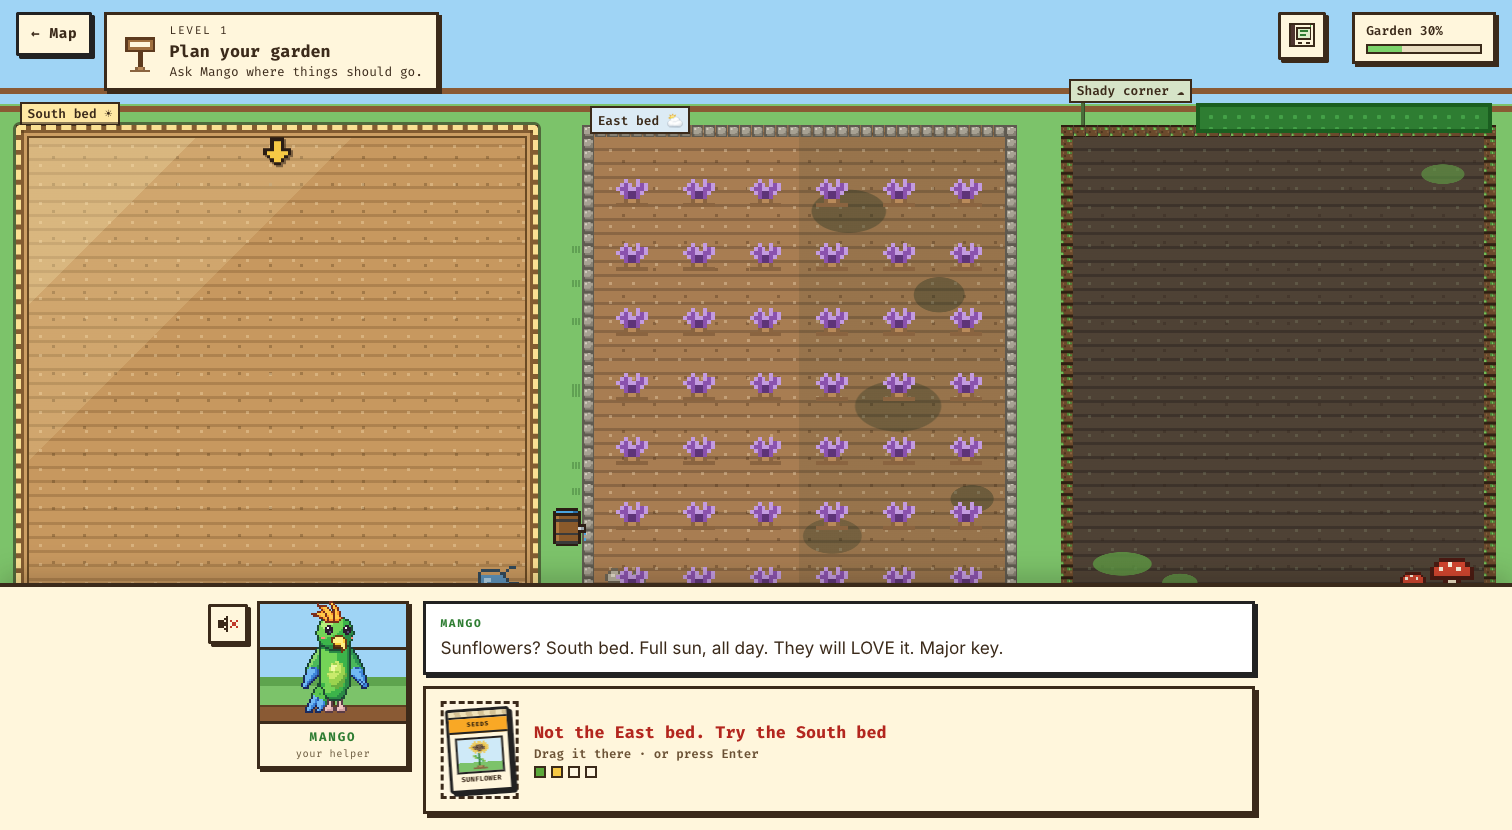 ← Map
LEVEL 1
Plan your garden
Ask Mango where things should go.
Garden 30%
South bed ☀
East bed 🌥
Shady corner ☁
MANGO
your helper
MANGO
Sunflowers? South bed. Full sun, all day. They will LOVE it. Major key.
SEEDS
SUNFLOWER
Not the East bed. Try the South bed
Drag it there · or press Enter